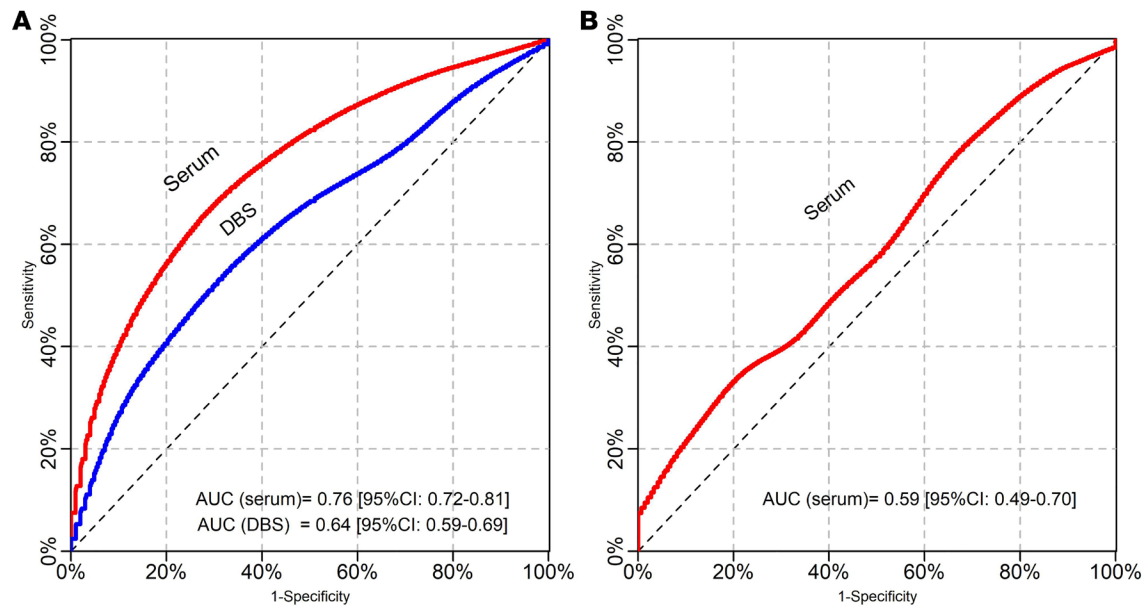 A
100%
80%
60%
40%
20%
0%
Sensitivity
Serum
DBS
AUC (serum)= 0.76 [95%CI: 0.72-0.81]
AUC (DBS) = 0.64 [95%CI: 0.59-0.69]
0% 20% 40% 60% 80% 100%
1-Specificity
B
100%
80%
60%
40%
20%
0%
Sensitivity
Serum
AUC (serum)= 0.59 [95%CI: 0.49-0.70]
0% 20% 40% 60% 80% 100%
1-Specificity